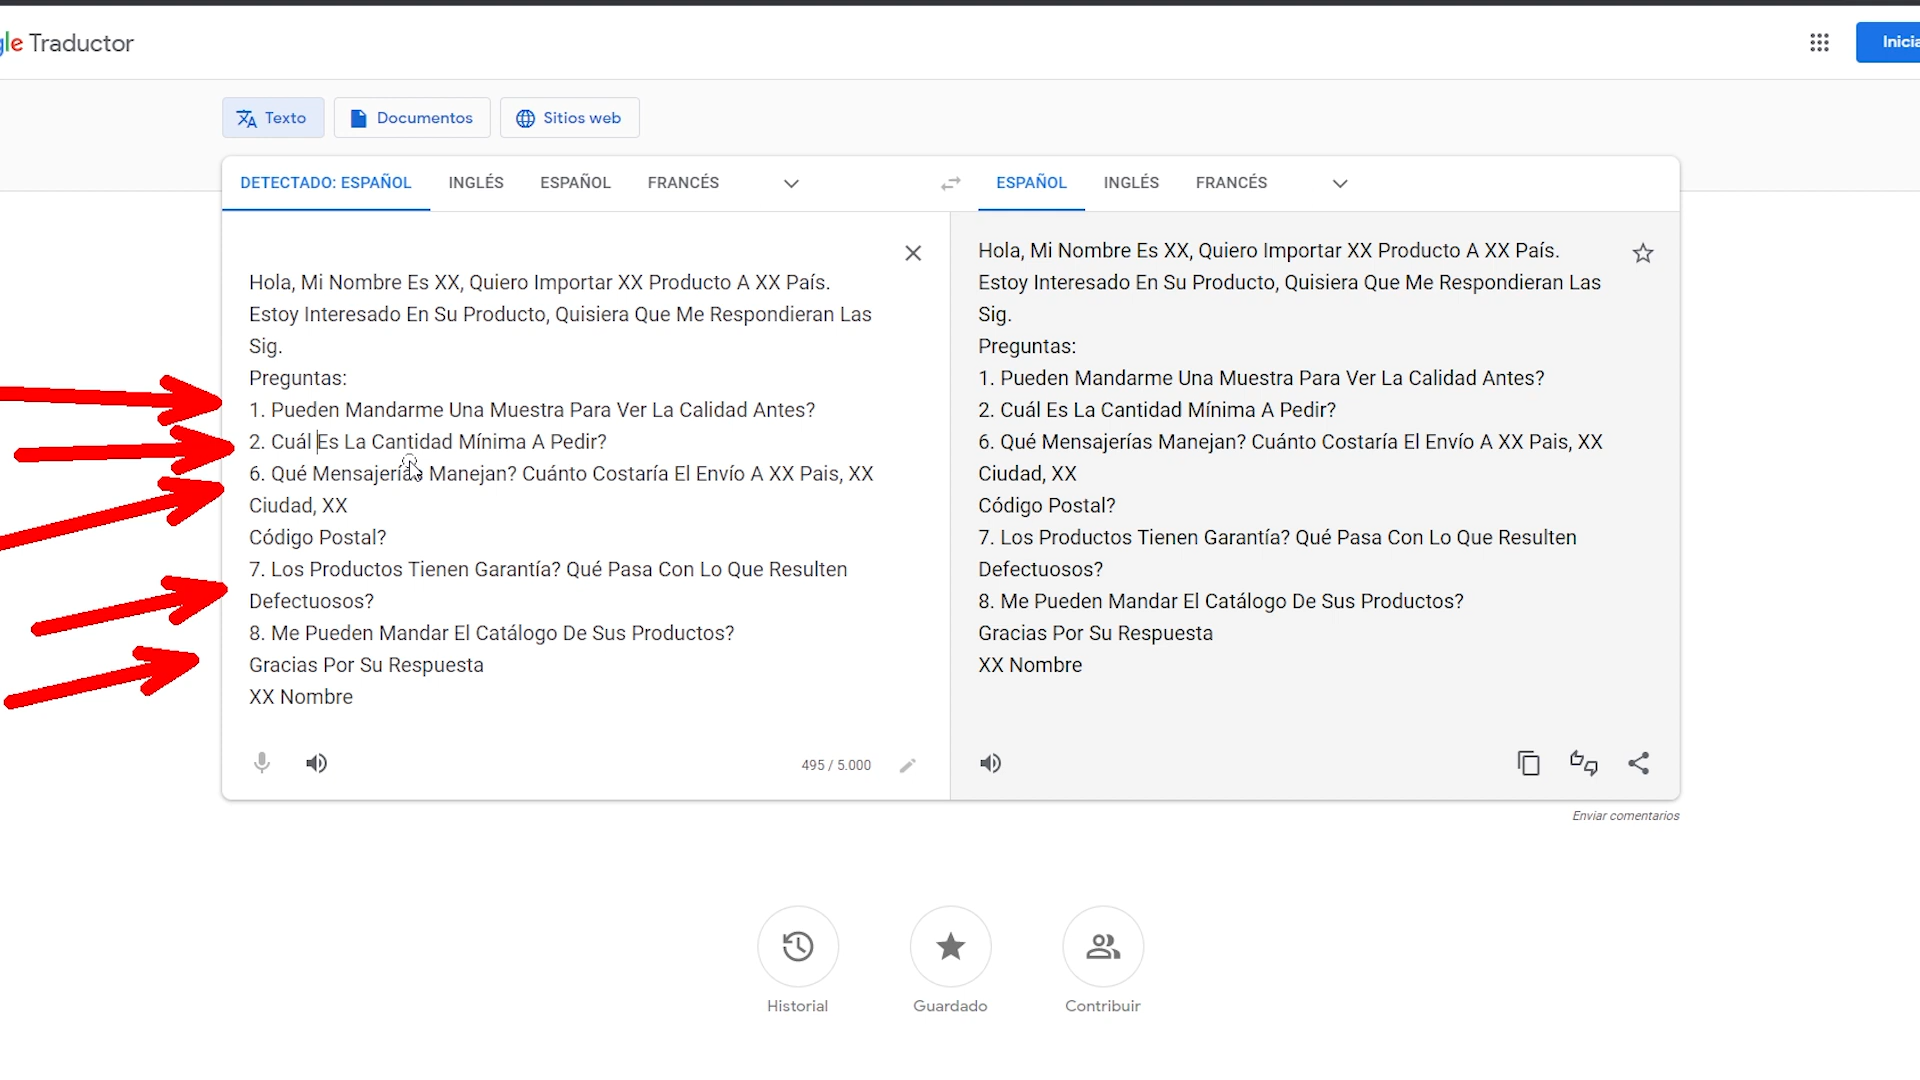 gle Traductor
Inicia
Texto
Documentos
Sitios web
DETECTADO: ESPAÑOL
INGLÉS
ESPAÑOL
FRANCÉS
ESPAÑOL
INGLÉS
FRANCÉS
Hola, Mi Nombre Es XX, Quiero Importar XX Producto A XX País.
Estoy Interesado En Su Producto, Quisiera Que Me Respondieran Las
Sig.
Preguntas:
1. Pueden Mandarme Una Muestra Para Ver La Calidad Antes?
2. Cuál Es La Cantidad Mínima A Pedir?
6. Qué Mensajerías Manejan? Cuánto Costaría El Envío A XX Pais, XX
Ciudad, XX
Código Postal?
7. Los Productos Tienen Garantía? Qué Pasa Con Lo Que Resulten
Defectuosos?
8. Me Pueden Mandar El Catálogo De Sus Productos?
Gracias Por Su Respuesta
XX Nombre
495 / 5.000
Hola, Mi Nombre Es XX, Quiero Importar XX Producto A XX País.
Estoy Interesado En Su Producto, Quisiera Que Me Respondieran Las
Sig.
Preguntas:
1. Pueden Mandarme Una Muestra Para Ver La Calidad Antes?
2. Cuál Es La Cantidad Mínima A Pedir?
6. Qué Mensajerías Manejan? Cuánto Costaría El Envío A XX Pais, XX
Ciudad, XX
Código Postal?
7. Los Productos Tienen Garantía? Qué Pasa Con Lo Que Resulten
Defectuosos?
8. Me Pueden Mandar El Catálogo De Sus Productos?
Gracias Por Su Respuesta
XX Nombre
Enviar comentarios
Historial
Guardado
Contribuir